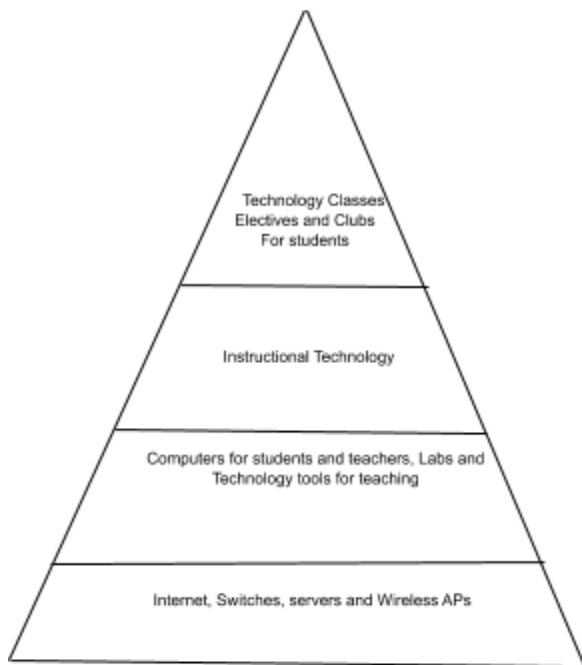 Technology Classes
Electives and Clubs
For students
Instructional Technology
Computers for students and teachers, Labs and
Technology tools for teaching
Internet, Switches, servers and Wireless APs